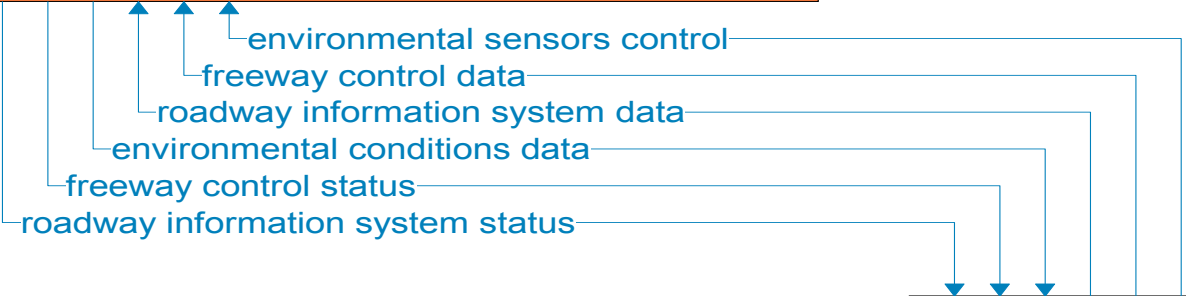 environmental sensors control
freeway control data
roadway information system data
environmental conditions data
freeway control status
roadway information system status